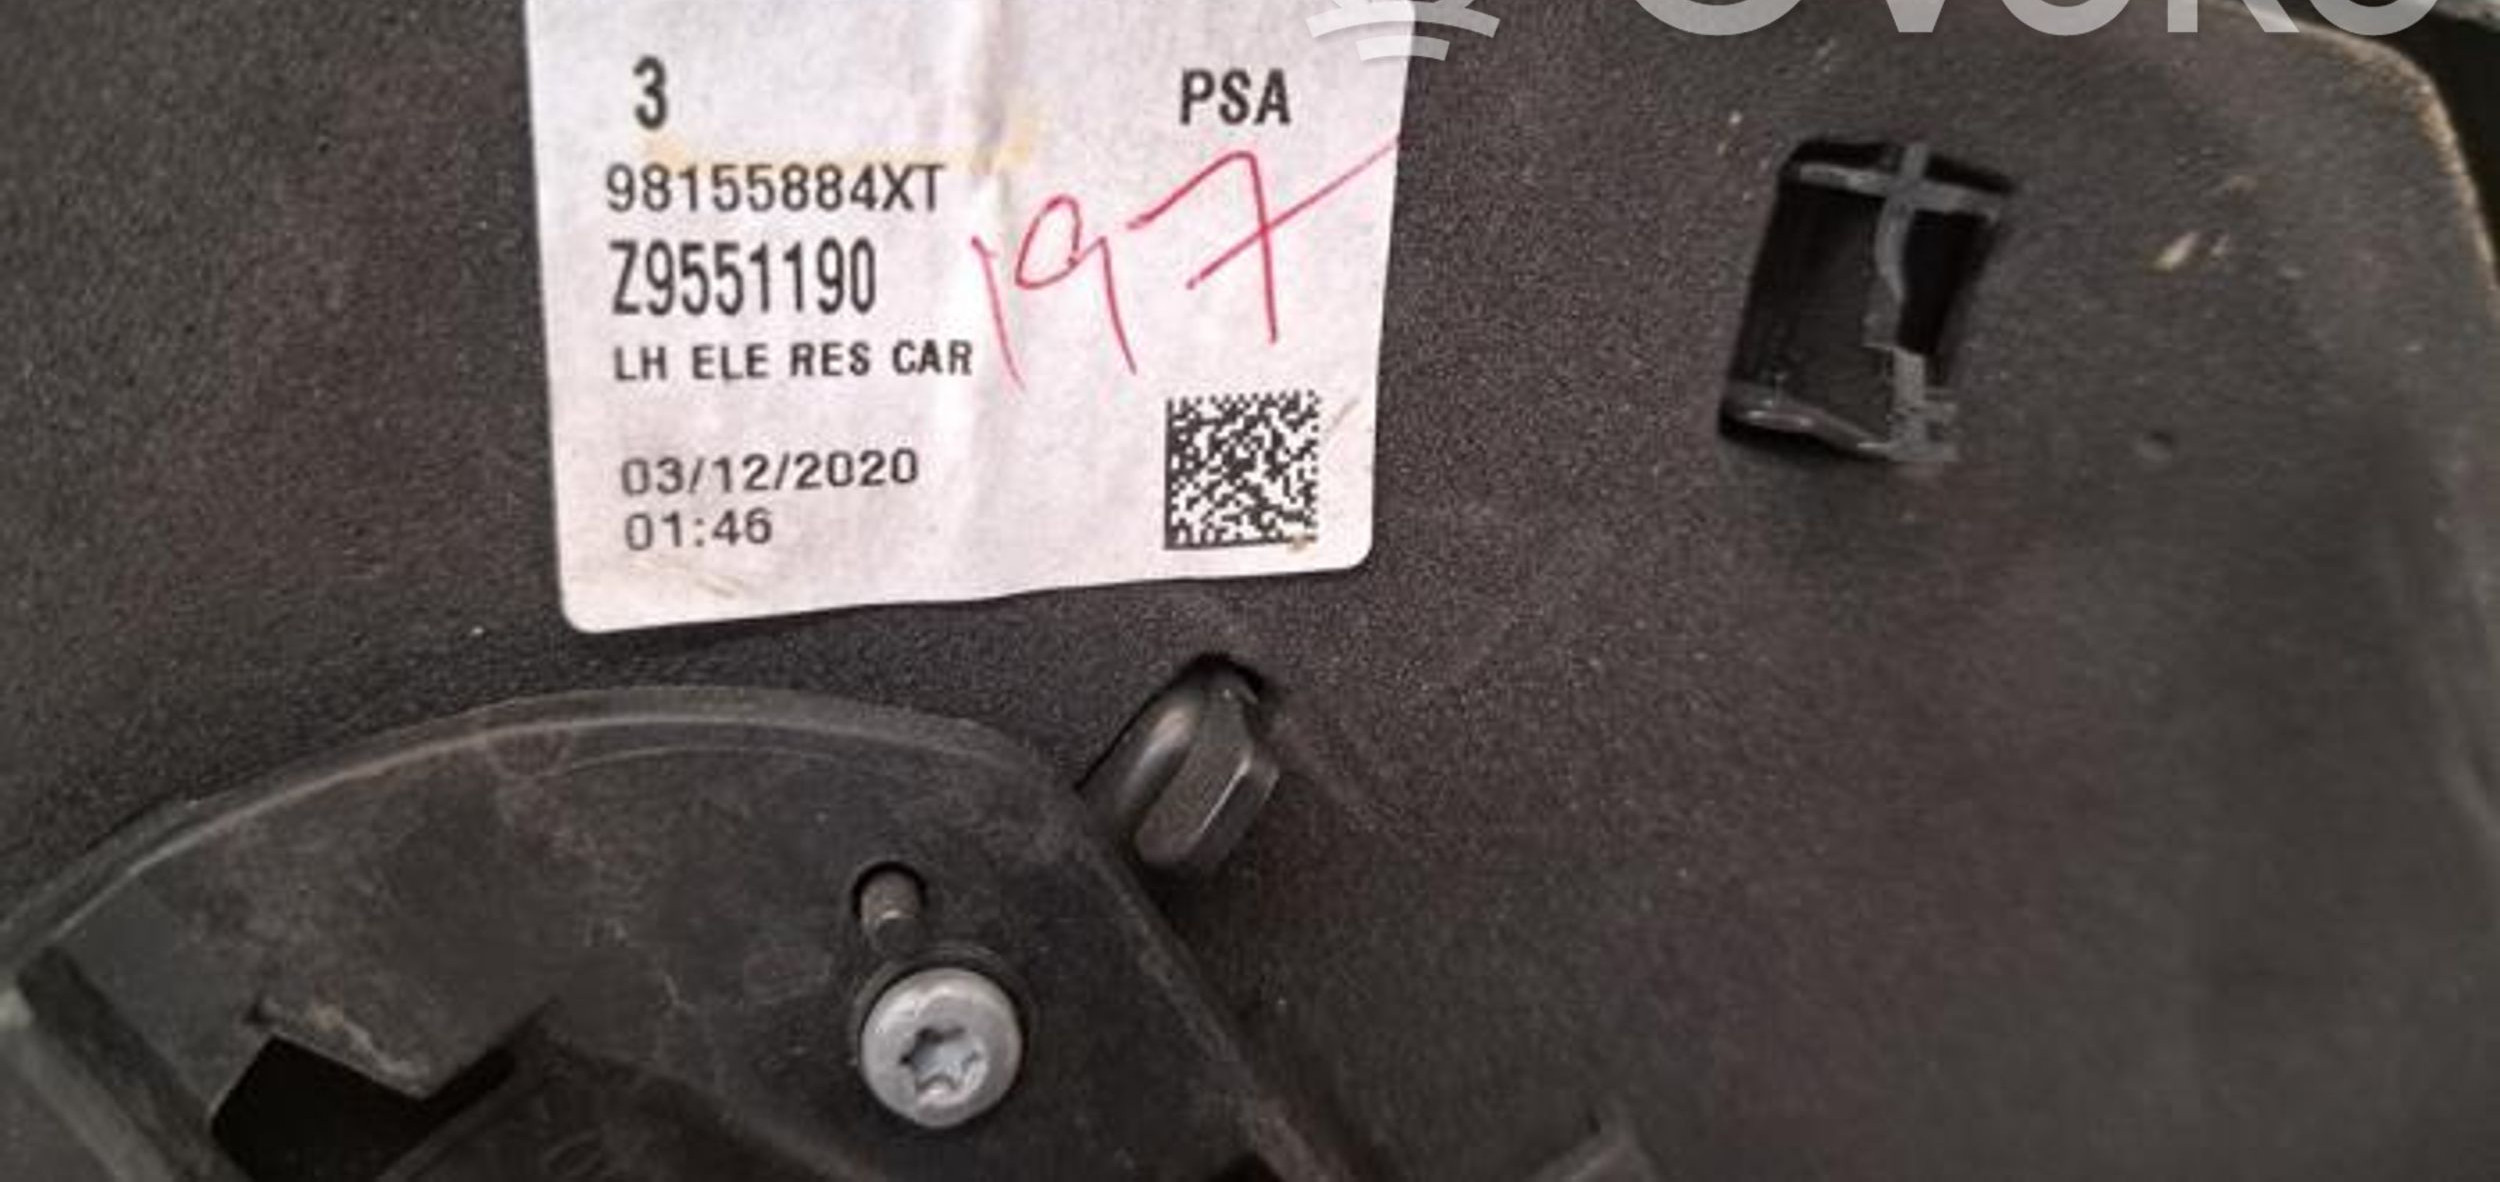 3 PSA
98155884XT
Z9551190
197
LH ELE RES CAR
03/12/2020
01:46